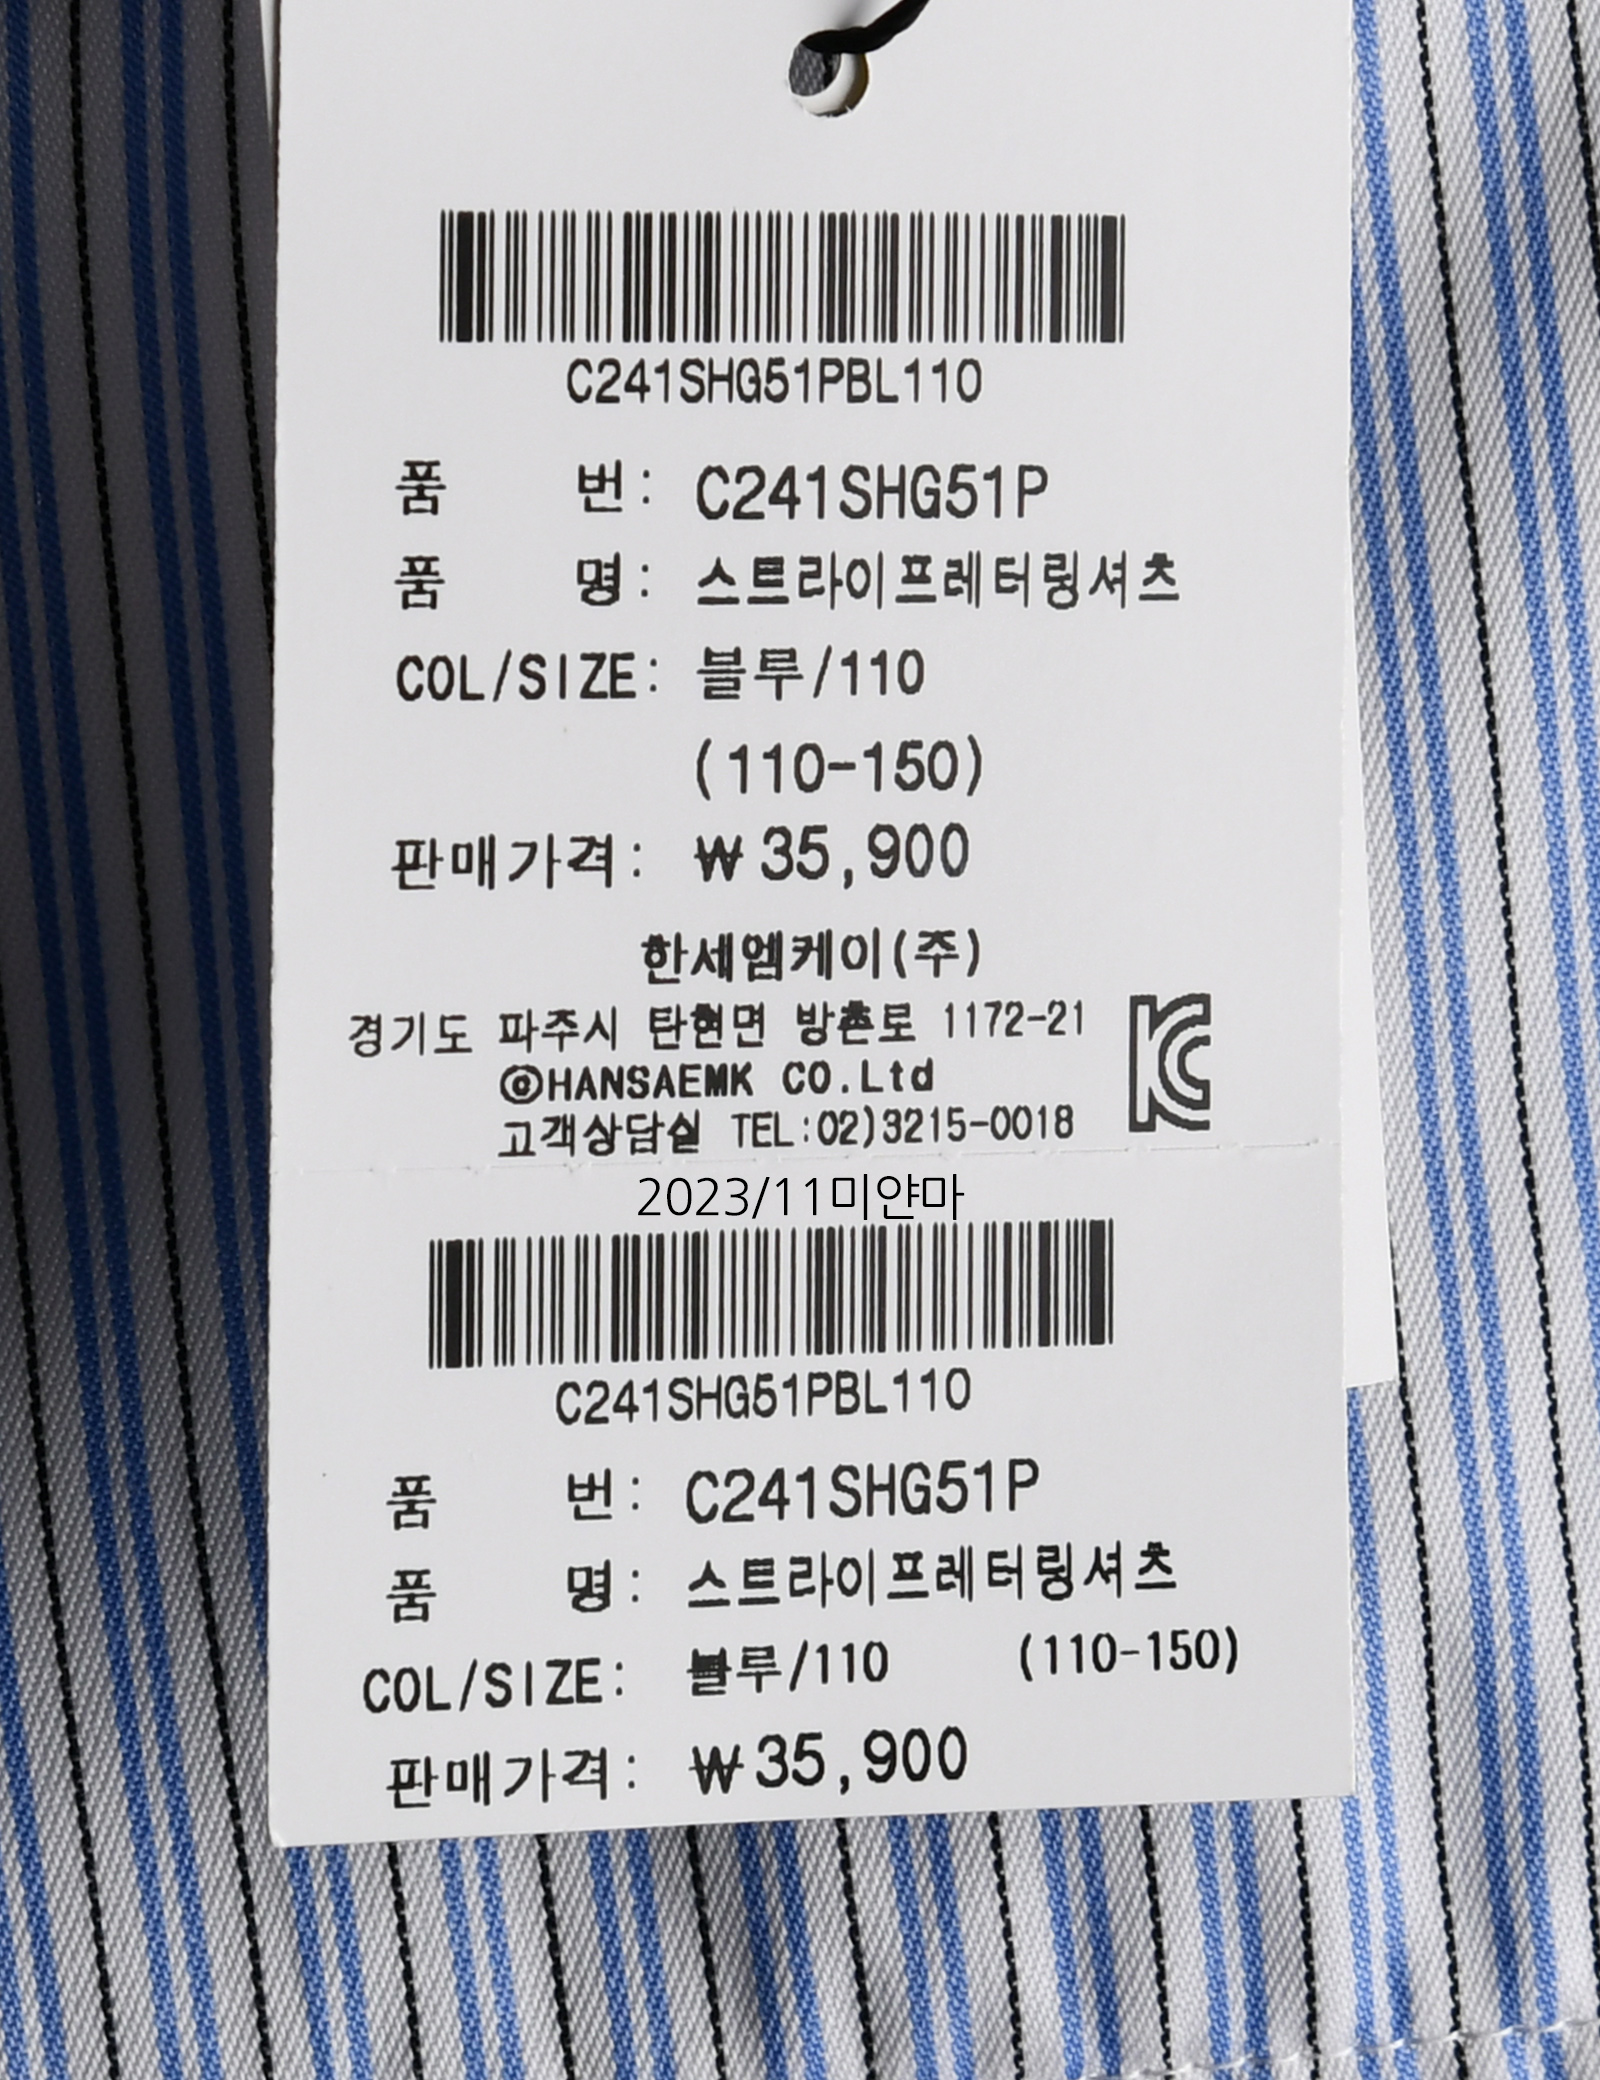 C241SHG51PBL110
품 번: C241SHG51P
품 명: 스트라이프레터링셔츠
COL/SIZE: 블루/110
(110-150)
판매가격: ₩35,900
한세엠케이(주)
경기도 파주시 탄현면 방촌로 1172-21
ⓒHANSAEMK CO.Ltd
고객상담실 TEL:02)3215-0018
2023/11미얀마
C241SHG51PBL110
품 번: C241SHG51P
품 명: 스트라이프레터링셔츠
COL/SIZE: 블루/110 (110-150)
판매가격: ₩35,900